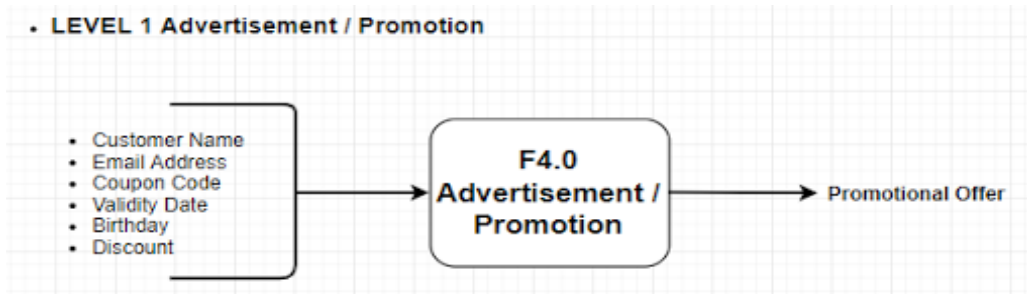 • LEVEL 1 Advertisement / Promotion
• Customer Name
• Email Address
• Coupon Code
• Validity Date
• Birthday
• Discount
F4.0
Advertisement /
Promotion
Promotional Offer